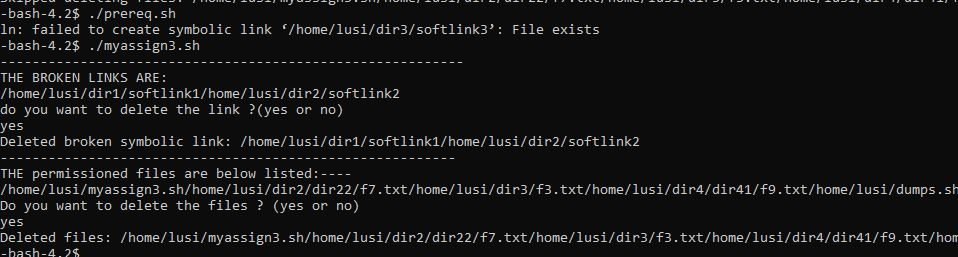 -bash-4.2$ ./prereq.sh
ln: failed to create symbolic link ‘/home/lusi/dir3/softlink3’: File exists
-bash-4.2$ ./myassign3.sh
----------------------------------------------------------
THE BROKEN LINKS ARE:
/home/lusi/dir1/softlink1/home/lusi/dir2/softlink2
do you want to delete the link ?(yes or no)
yes
Deleted broken symbolic link: /home/lusi/dir1/softlink1/home/lusi/dir2/softlink2
---------------------------------------------------------
THE permissioned files are below listed:----
/home/lusi/myassign3.sh/home/lusi/dir2/dir22/f7.txt/home/lusi/dir3/f3.txt/home/lusi/dir4/dir41/f9.txt/home/lusi/dumps.sh
Do you want to delete the files ? (yes or no)
yes
Deleted files: /home/lusi/myassign3.sh/home/lusi/dir2/dir22/f7.txt/home/lusi/dir3/f3.txt/home/lusi/dir4/dir41/f9.txt/hom
-bash-4.2$